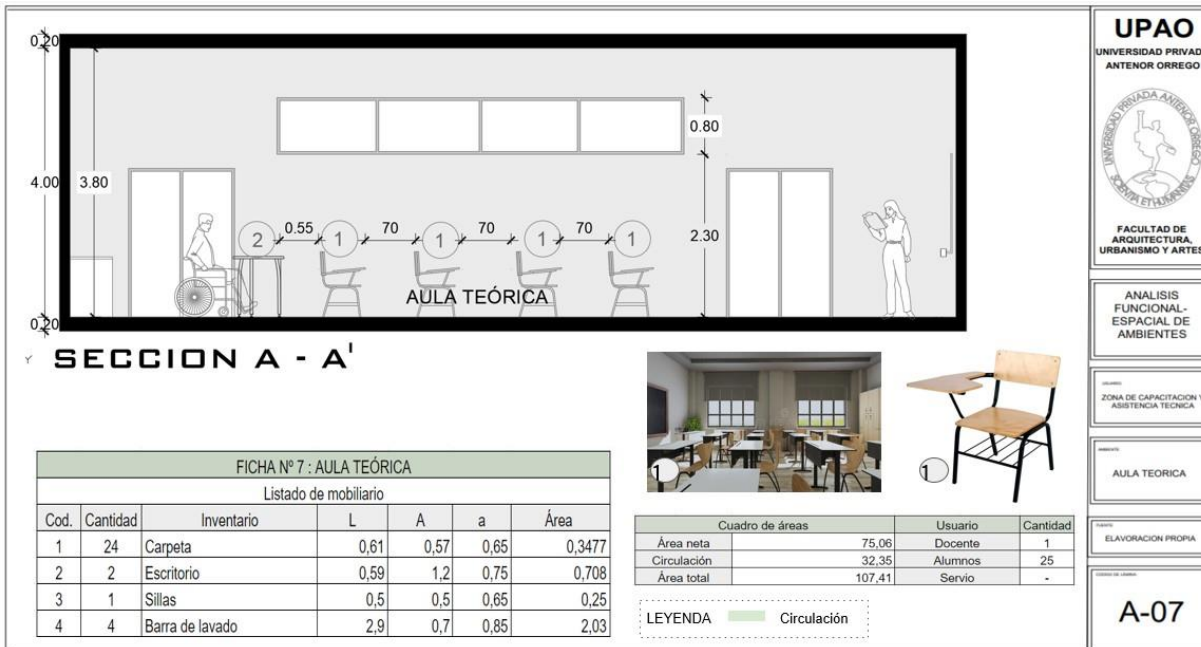 0.20
4.00
3.80
0.20
0.80
2.30
2
0.55
1
70
1
70
1
70
1
AULA TEÓRICA
Y
SECCION A - A'
FICHA Nº 7 : AULA TEÓRICA
Listado de mobiliario
Cod. Cantidad Inventario L A a Área
1 24 Carpeta 0,61 0,57 0,65 0,3477
2 2 Escritorio 0,59 1,2 0,75 0,708
3 1 Sillas 0,5 0,5 0,65 0,25
4 4 Barra de lavado 2,9 0,7 0,85 2,03
1
1
Cuadro de áreas Usuario Cantidad
Área neta 75,06 Docente 1
Circulación 32,35 Alumnos 25
Área total 107,41 Servio -
LEYENDA Circulación
UPAO
UNIVERSIDAD PRIVAD
ANTENOR ORREGO
UNIVERSIDAD PRIVADA ANTENOR ORREGO
SCIENTIA ET HUMANITAS
FACULTAD DE
ARQUITECTURA,
URBANISMO Y ARTES
ANALISIS
FUNCIONAL-
ESPACIAL DE
AMBIENTES
ZONA DE CAPACITACION Y
ASISTENCIA TECNICA
AULA TEORICA
ELAVORACION PROPIA
A-07